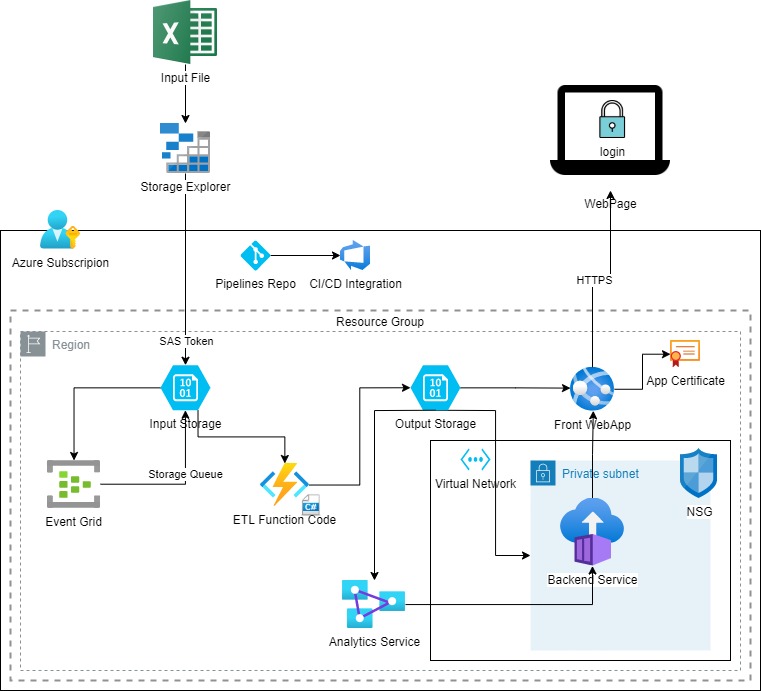 X
Input File
Storage Explorer
login
WebPage
Azure Subscripion
Pipelines Repo
CI/CD Integration
HTTPS
Resource Group
Region
SAS Token
10
01
Input Storage
10
01
Output Storage
Front WebApp
App Certificate
Storage Queue
Event Grid
C#
ETL Function Code
Virtual Network
Private subnet
NSG
Backend Service
Analytics Service